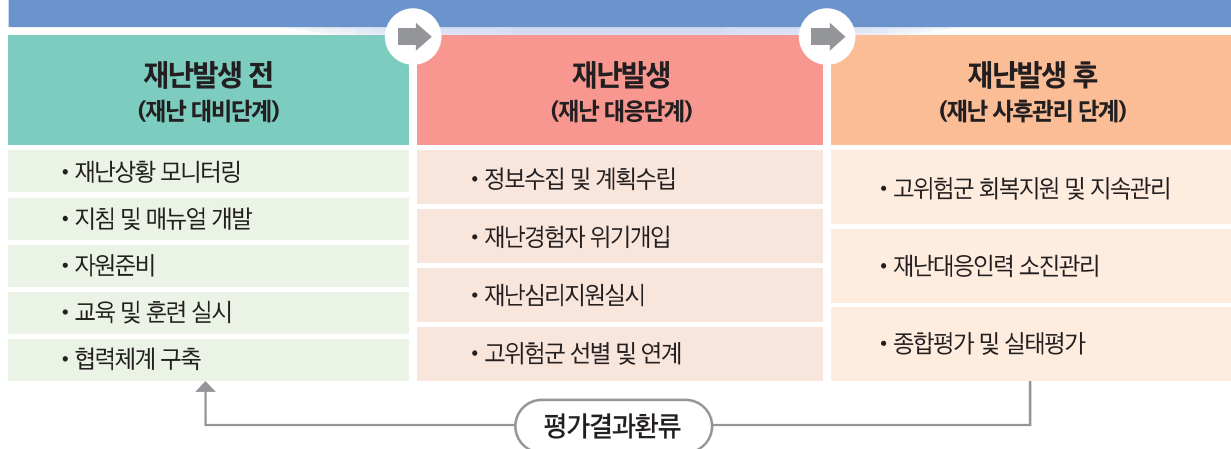 재난발생 전
(재난 대비단계)
• 재난상황 모니터링
• 지침 및 매뉴얼 개발
• 자원준비
• 교육 및 훈련 실시
• 협력체계 구축
재난발생
(재난 대응단계)
• 정보수집 및 계획수립
• 재난경험자 위기개입
• 재난심리지원실시
• 고위험군 선별 및 연계
재난발생 후
(재난 사후관리 단계)
• 고위험군 회복지원 및 지속관리
• 재난대응인력 소진관리
• 종합평가 및 실태평가
평가결과환류